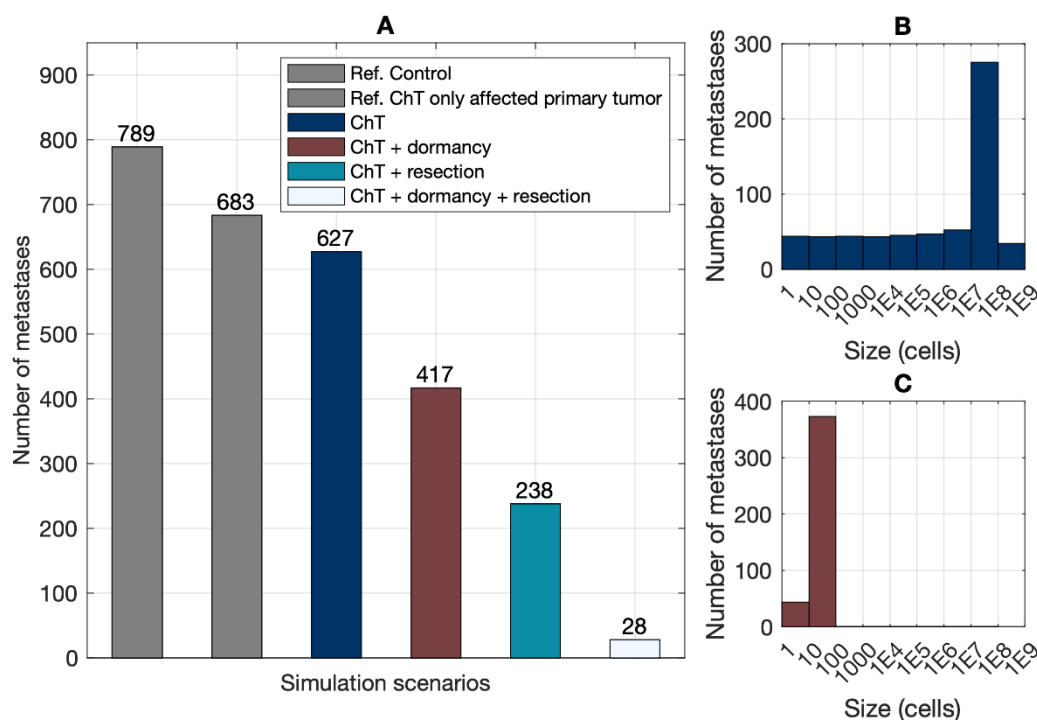 A
Number of metastases
900
800
700
600
500
400
300
200
100
0
789
683
627
417
238
28
Ref. Control
Ref. ChT only affected primary tumor
ChT
ChT + dormancy
ChT + resection
ChT + dormancy + resection
Simulation scenarios
B
Number of metastases
300
200
100
0
1
10
100
1000
1E4
1E5
1E6
1E7
1E8
1E9
Size (cells)
C
Number of metastases
400
300
200
100
0
1
10
100
1000
1E4
1E5
1E6
1E7
1E8
1E9
Size (cells)